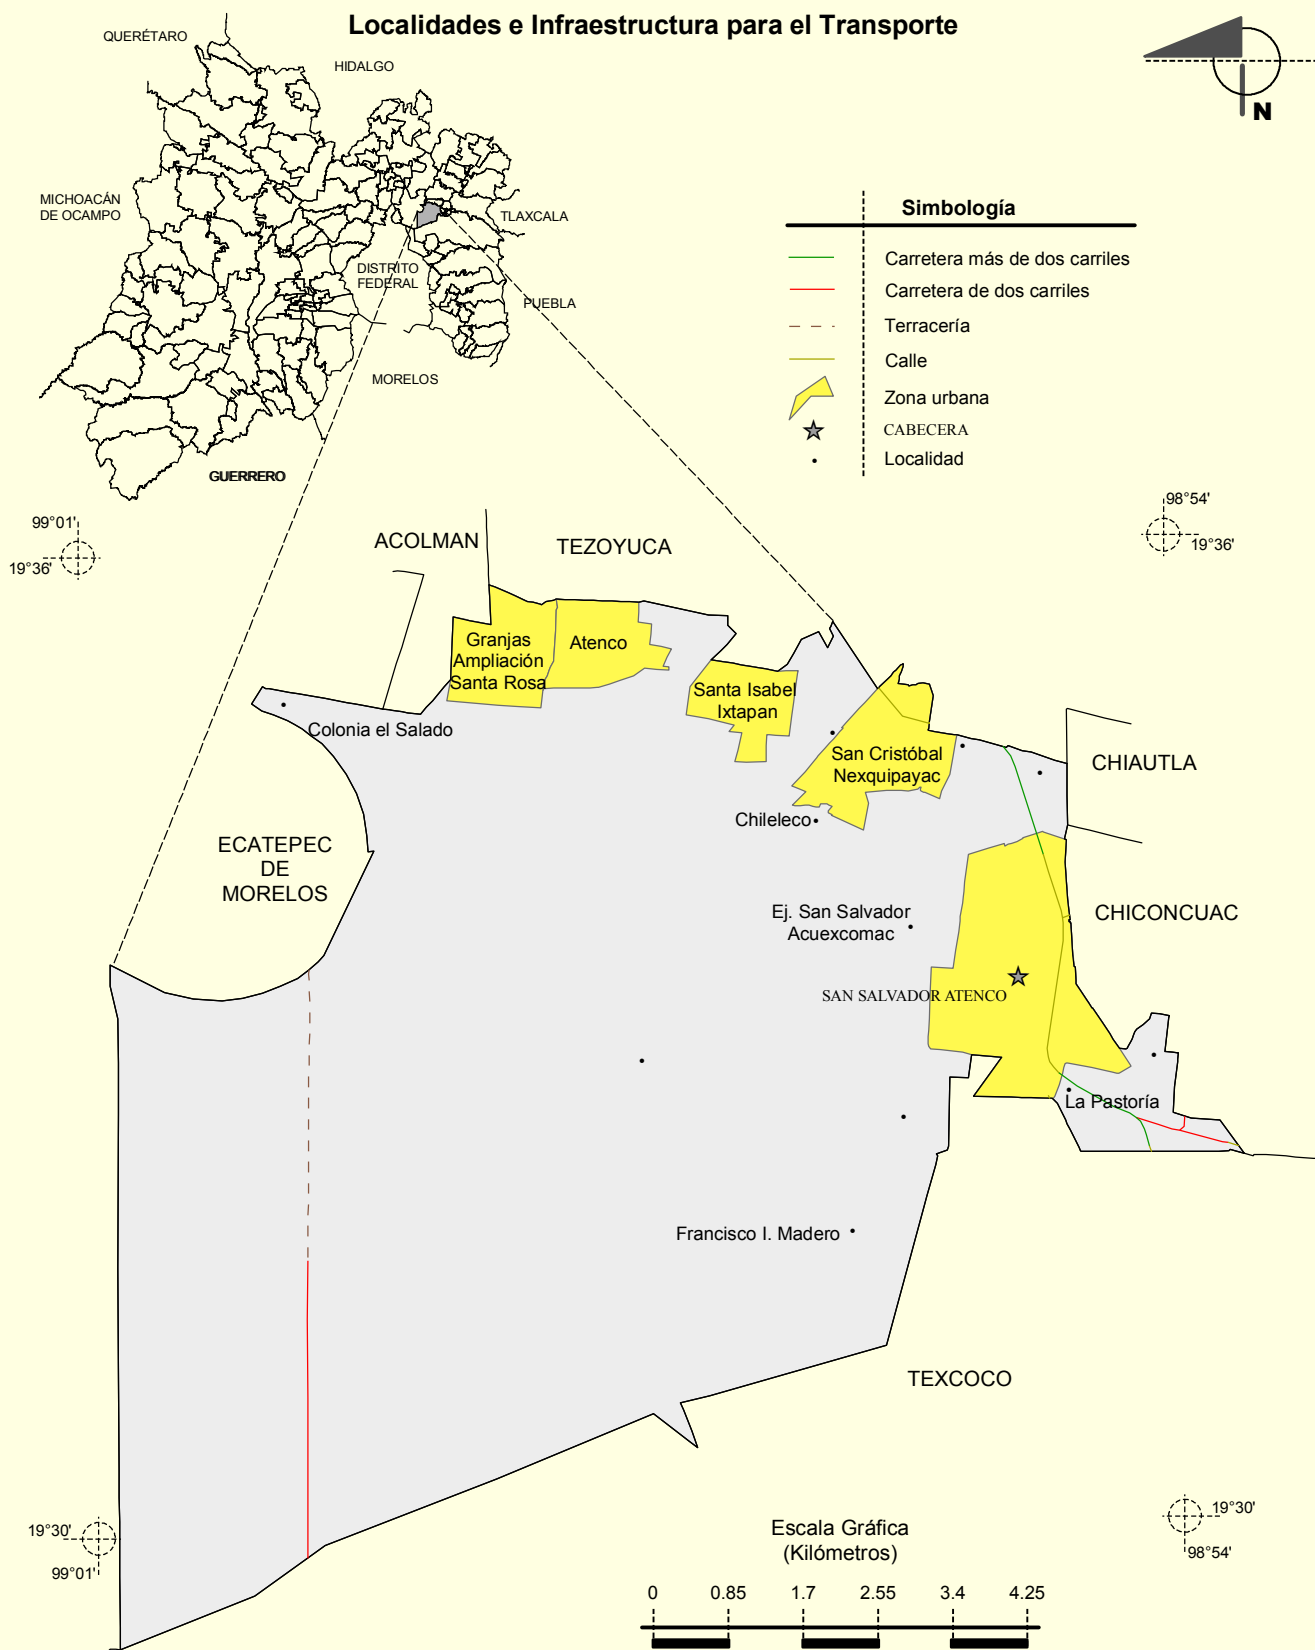 Localidades e Infraestructura para el Transporte
QUERÉTARO
HIDALGO
MICHOACÁN
DE OCAMPO
TLAXCALA
DISTRITO
FEDERAL
PUEBLA
MORELOS
GUERRERO
N
Simbología
Carretera más de dos carriles
Carretera de dos carriles
Terracería
Calle
Zona urbana
CABECERA
Localidad
99°01'
19°36'
98°54'
19°36'
ACOLMAN
TEZOYUCA
Granjas
Ampliación
Santa Rosa
Atenco
Santa Isabel
Ixtapan
Colonia el Salado
San Cristóbal
Nexquipayac
CHIAUTLA
Chileleco
ECATEPEC
DE
MORELOS
Ej. San Salvador
Acuexcomac
CHICONCUAC
SAN SALVADOR ATENCO
La Pastoría
Francisco I. Madero
TEXCOCO
19°30'
99°01'
19°30'
98°54'
Escala Gráfica
(Kilómetros)
0 0.85 1.7 2.55 3.4 4.25